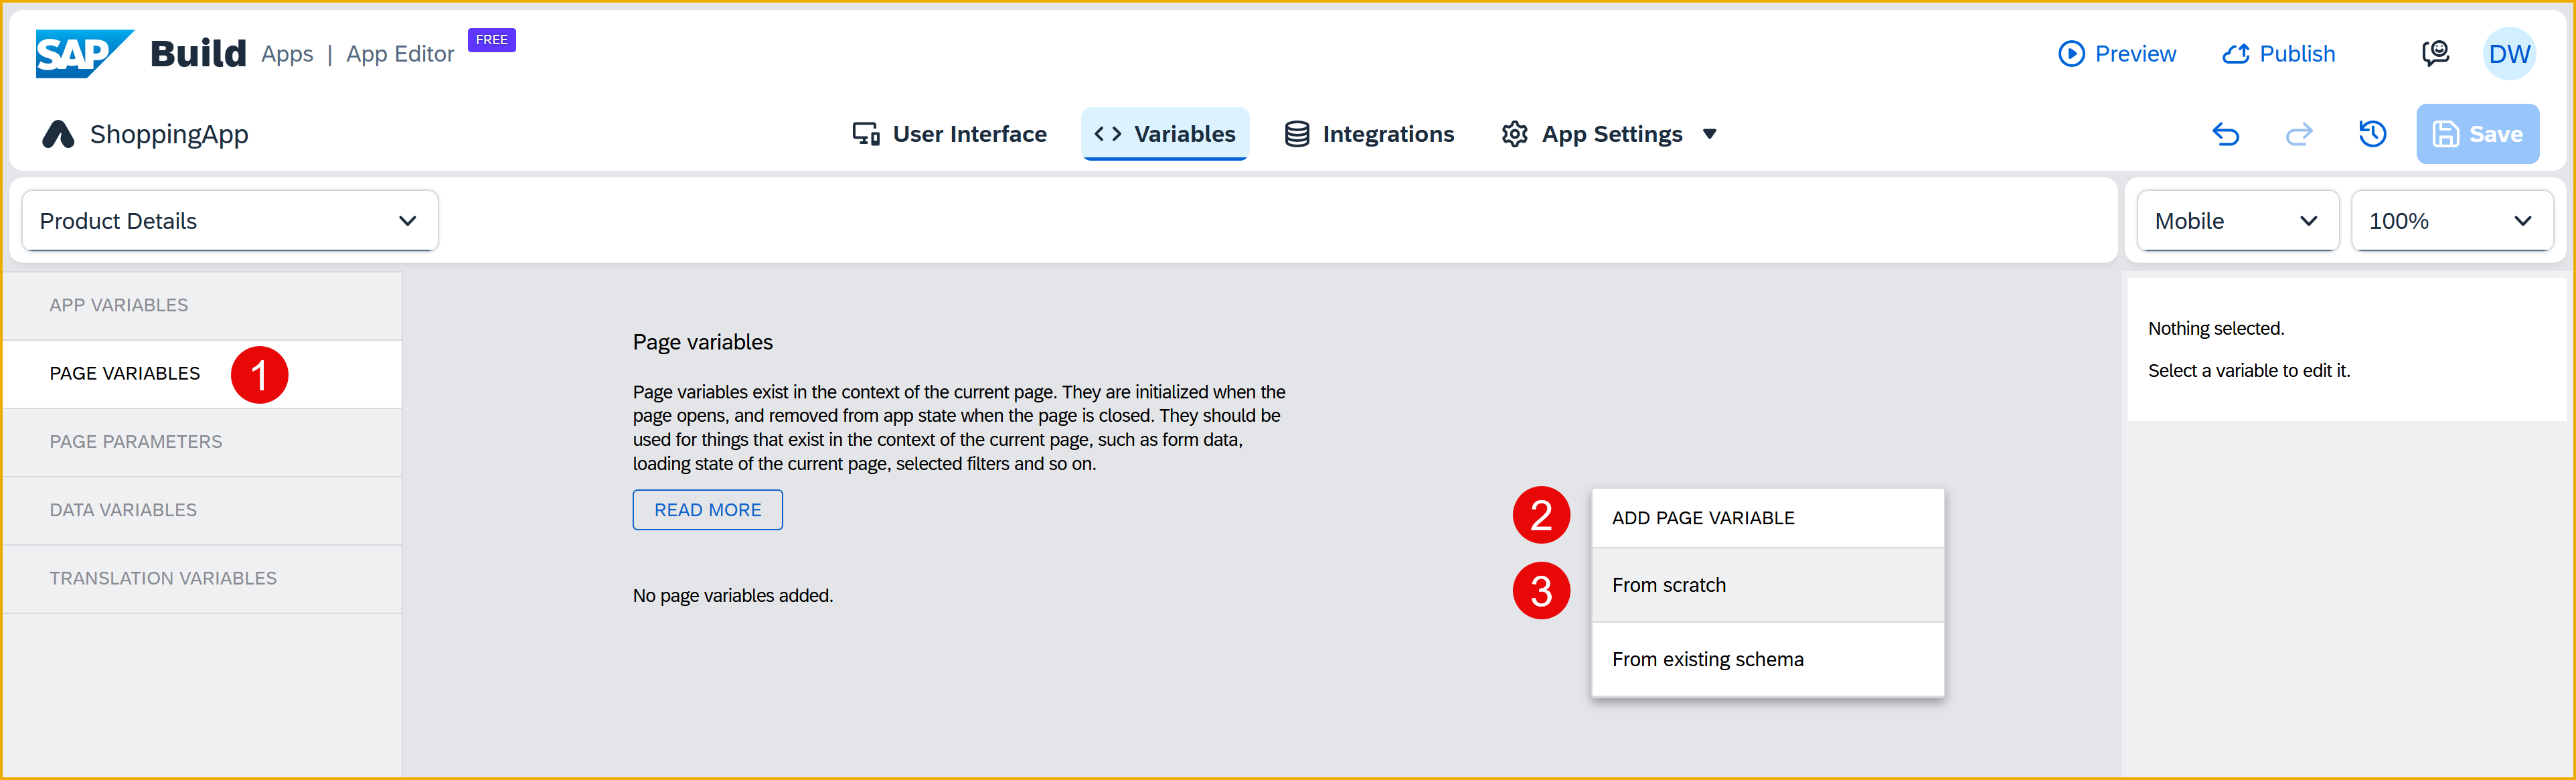 SAP Build Apps | App Editor FREE
Preview Publish DW
ShoppingApp
User Interface <> Variables Integrations App Settings
Save
Product Details
Mobile 100%
APP VARIABLES
PAGE VARIABLES 1
PAGE PARAMETERS
DATA VARIABLES
TRANSLATION VARIABLES
Page variables
Page variables exist in the context of the current page. They are initialized when the
page opens, and removed from app state when the page is closed. They should be
used for things that exist in the context of the current page, such as form data,
loading state of the current page, selected filters and so on.
READ MORE
No page variables added.
2 ADD PAGE VARIABLE
3 From scratch
From existing schema
Nothing selected.
Select a variable to edit it.